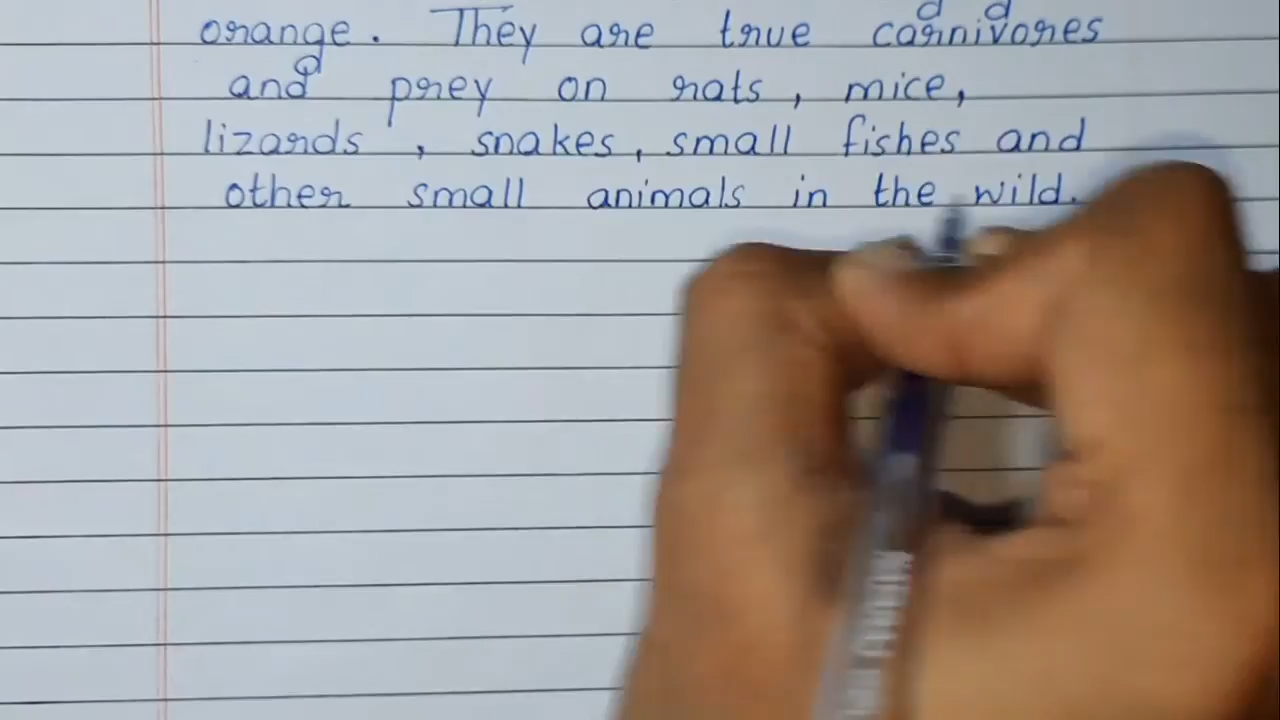 orange. They are true carnivores
and prey on rats, mice,
lizards, snakes, small fishes and
other small animals in the wild.